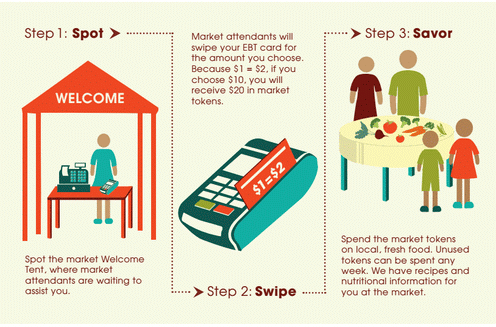 Step 1: Spot
WELCOME
Spot the market Welcome
Tent, where market
attendants are waiting to
assist you.
Market attendants will
swipe your EBT card for
the amount you choose.
Because $1 = $2, if you
choose $10, you will
receive $20 in market
tokens.
$1=$2
Step 2: Swipe
Step 3: Savor
Spend the market tokens
on local, fresh food. Unused
tokens can be spent any
week. We have recipes and
nutritional information for
you at the market.